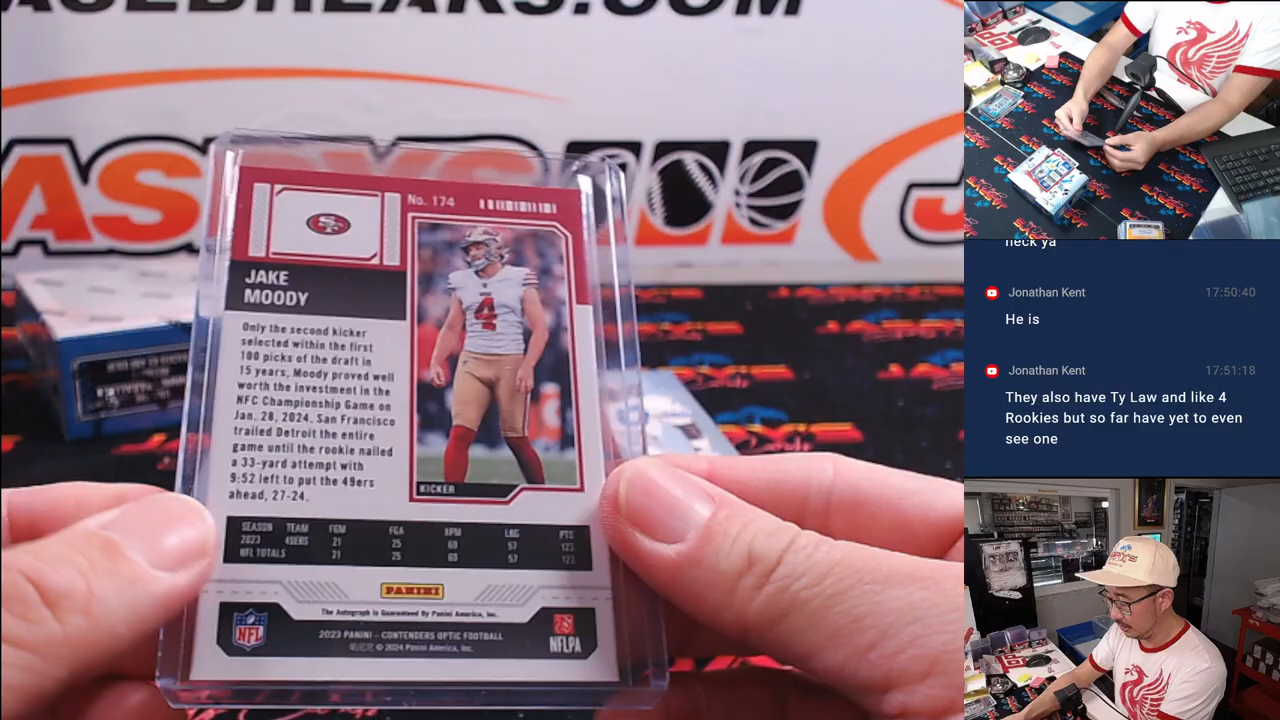 ASEBREAKS.COM
No. 174
JAKE
MOODY
Only the second kicker
selected within the first
100 picks of the draft in
15 years, Moody proved well
worth the investment in the
NFC Championship Game on
Jan. 28, 2024. San Francisco
trailed Detroit the entire
game until the rookie nailed
a 33-yard attempt with
9:52 left to put the 49ers
ahead, 27-24.
4
KICKER
SEASON TEAM FGM FGA XPM LNG PTS
2023 49ERS 21 25 60 57 123
NFL TOTALS 21 25 60 57 123
PANINI
The Autograph is Guaranteed By Panini America, Inc.
NFL
2023 PANINI - CONTENDERS OPTIC FOOTBALL
© 2024 Panini America, Inc.
NFLPA
neck ya
Jonathan Kent 17:50:40
He is
Jonathan Kent 17:51:18
They also have Ty Law and like 4
Rookies but so far have yet to even
see one